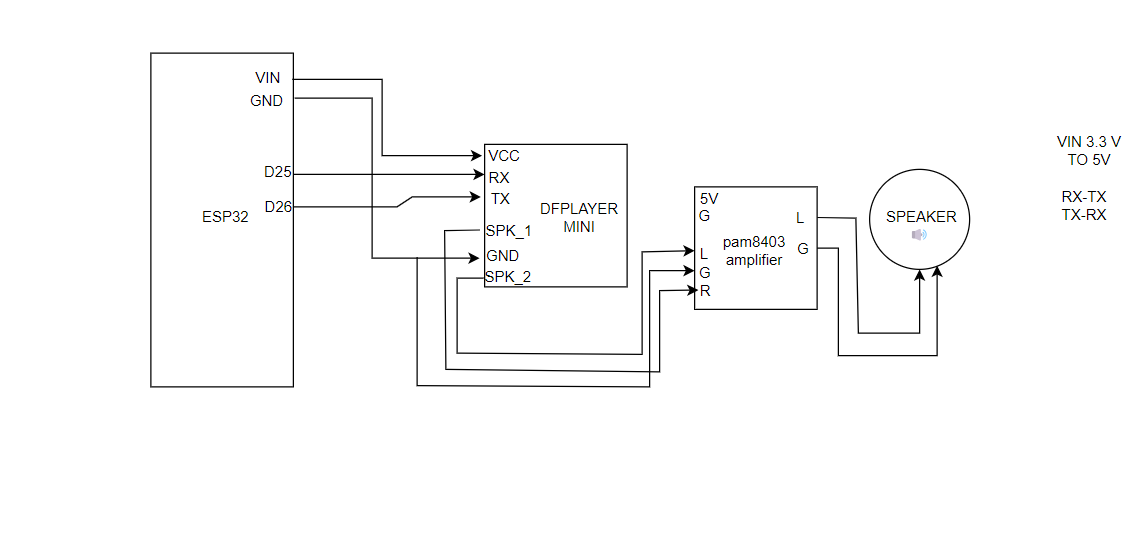 VIN
GND
D25
D26
ESP32
VCC
RX
TX
SPK_1
GND
SPK_2
DFPLAYER
MINI
5V
G
L
G
R
pam8403
amplifier
L
G
SPEAKER
VIN 3.3 V
TO 5V
RX-TX
TX-RX